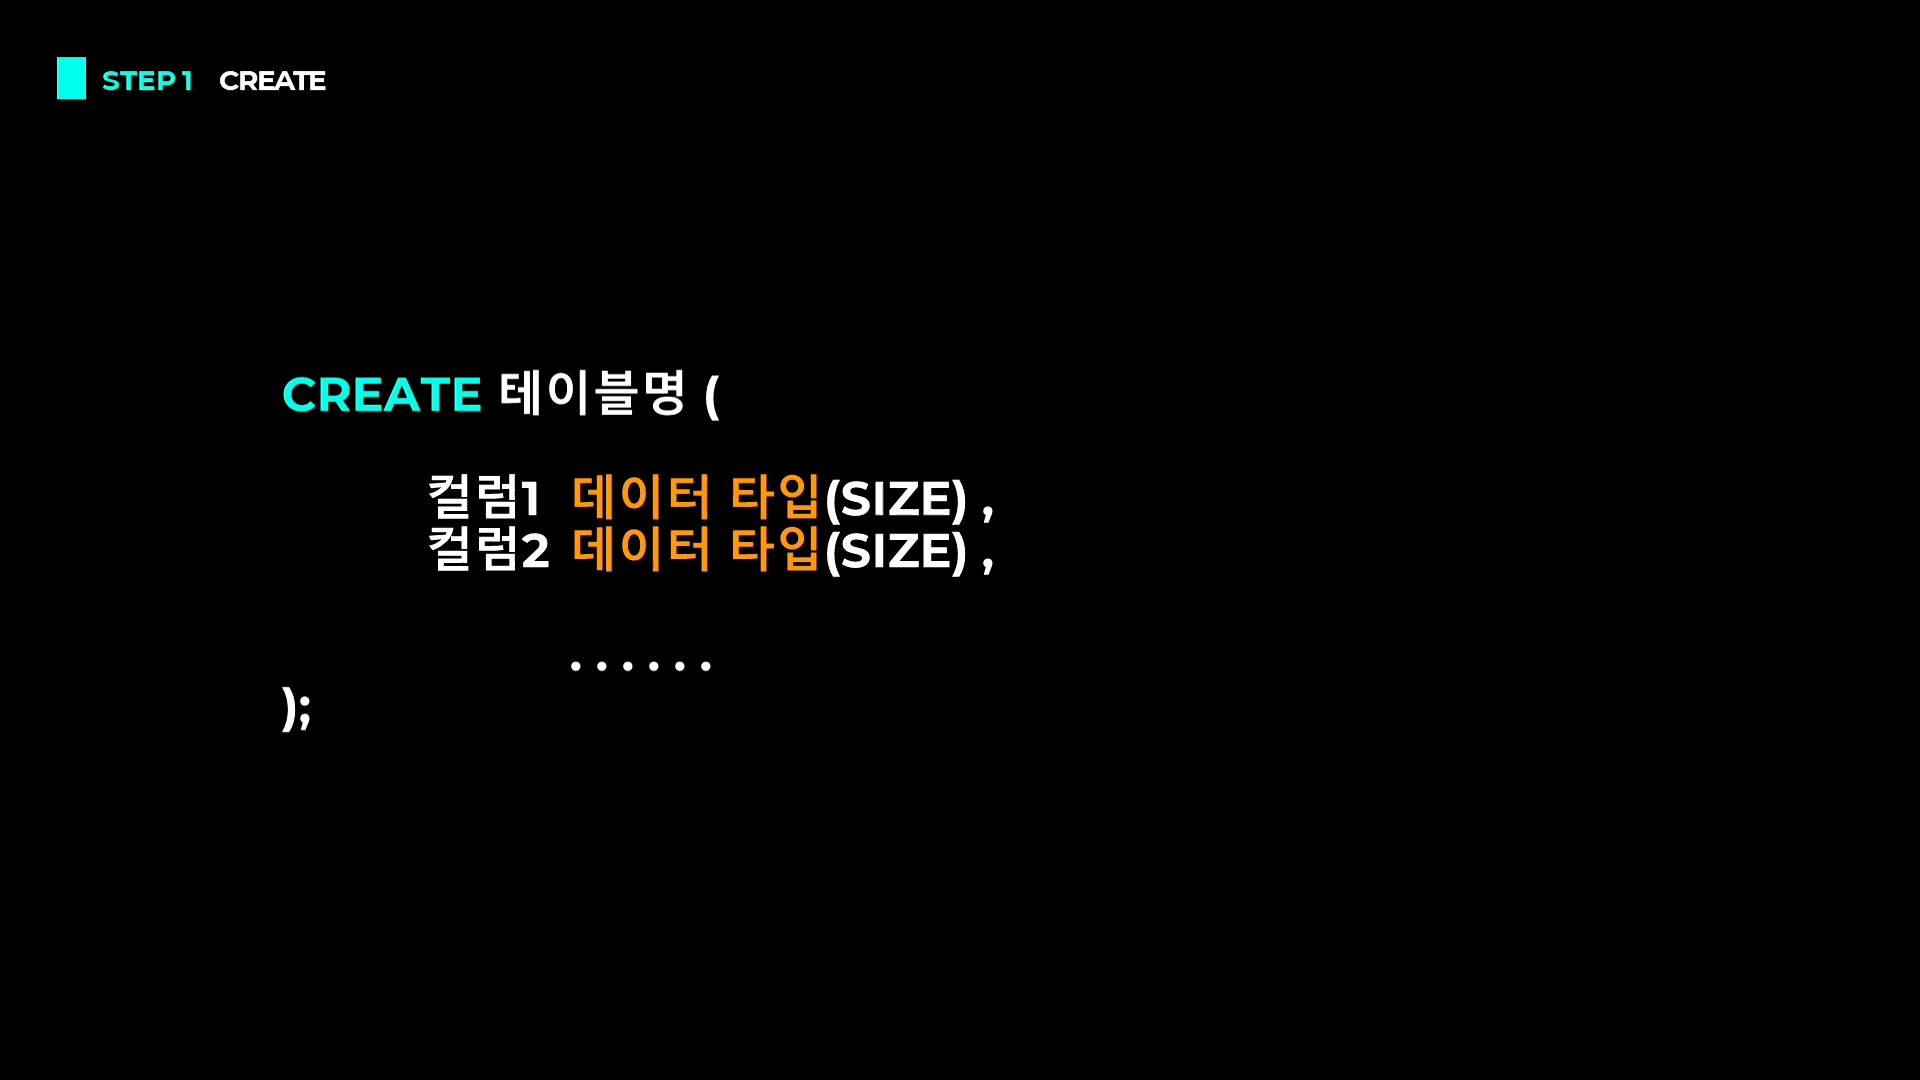 STEP 1 CREATE
CREATE 테이블명 (
컬럼1 데이터 타입(SIZE) ,
컬럼2 데이터 타입(SIZE) ,
. . . . . .
);